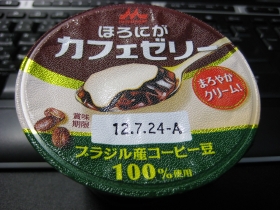 森永
ほろにが
カフェゼリー
まろやか
クリーム!
賞味
期限
12.7.24-A
ブラジル産コーヒー豆
100%使用